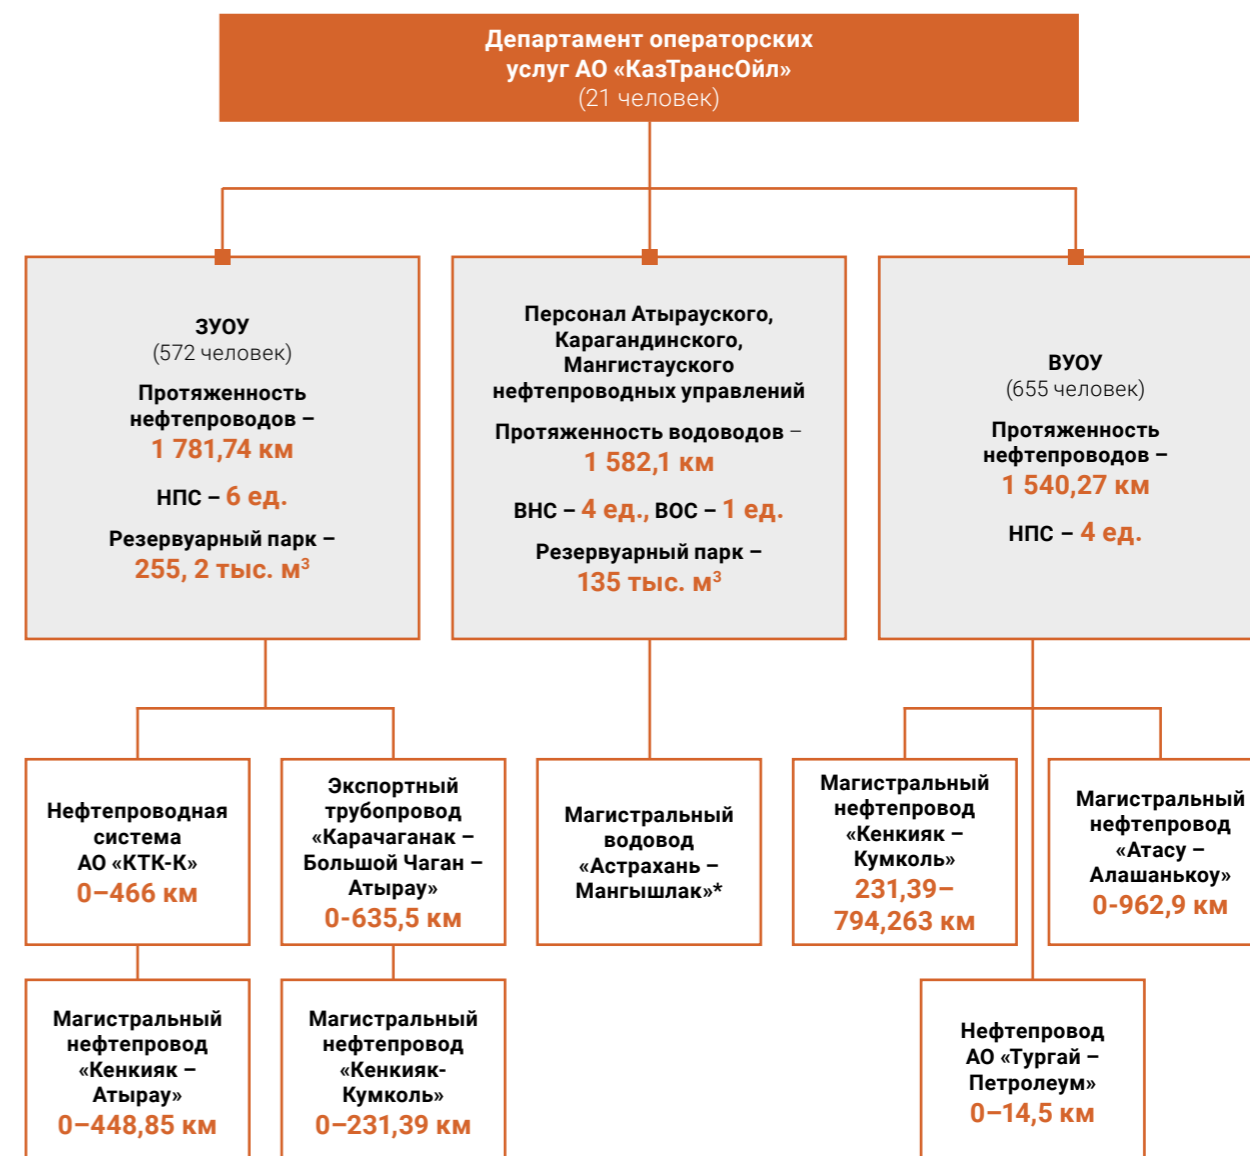 Департамент операторских
услуг АО «КазТрансОйл»
(21 человек)
ЗУОУ
(572 человек)
Протяженность
нефтепроводов –
1 781,74 км
НПС – 6 ед.
Резервуарный парк –
255, 2 тыс. м³
Персонал Атырауского,
Карагандинского,
Мангистауского
нефтепроводных управлений
Протяженность водоводов –
1 582,1 км
ВНС – 4 ед., ВОС – 1 ед.
Резервуарный парк –
135 тыс. м³
ВУОУ
(655 человек)
Протяженность
нефтепроводов –
1 540,27 км
НПС – 4 ед.
Нефтепроводная
система
АО «КТК-К»
0–466 км
Экспортный
трубопровод
«Карачаганак –
Большой Чаган –
Атырау»
0-635,5 км
Магистральный
водовод
«Астрахань –
Мангышлак»*
Магистральный
нефтепровод
«Кенкияк –
Кумколь»
231,39–
794,263 км
Магистральный
нефтепровод
«Атасу –
Алашанькоу»
0-962,9 км
Магистральный
нефтепровод
«Кенкияк –
Атырау»
0–448,85 км
Магистральный
нефтепровод
«Кенкияк-
Кумколь»
0–231,39 км
Нефтепровод
АО «Тургай –
Петролеум»
0–14,5 км